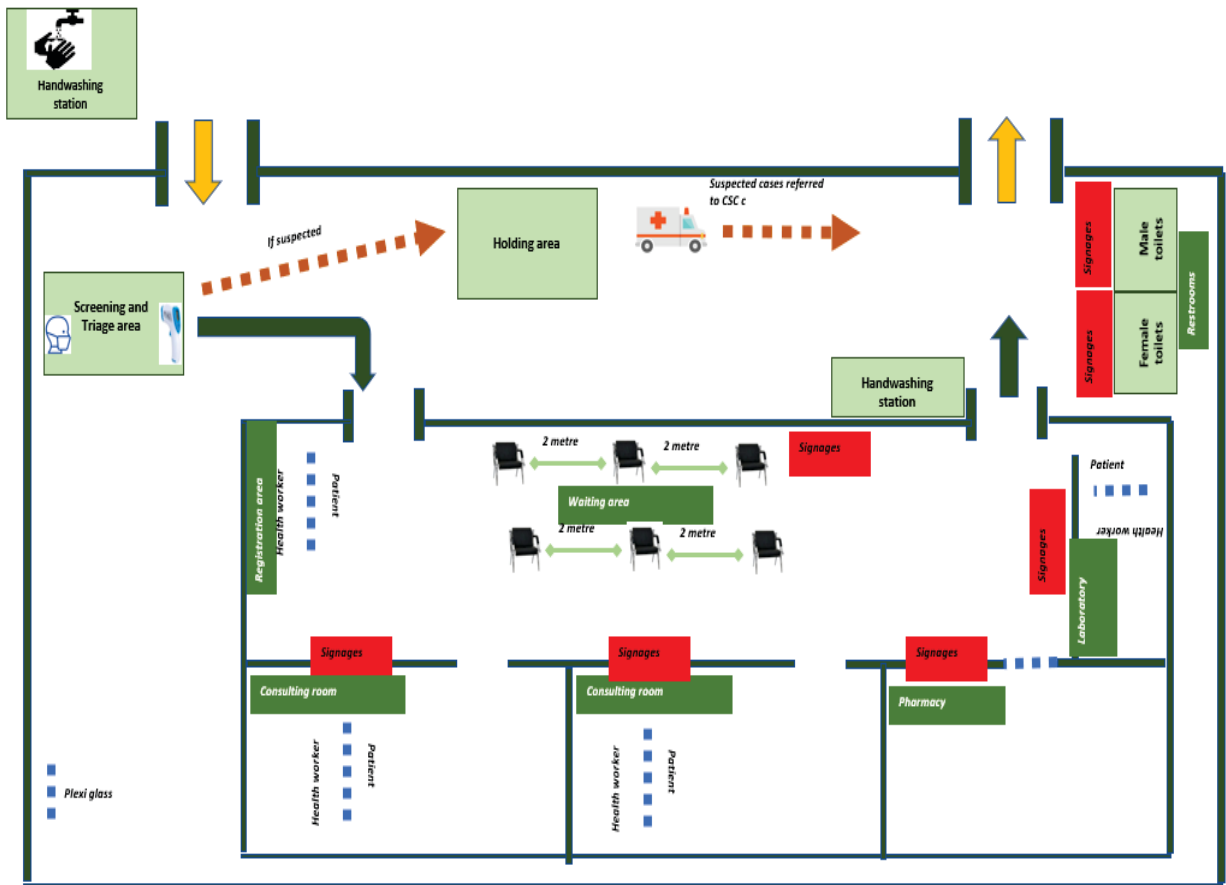 Handwashing
station
Suspected cases referred
to CSC c
If suspected
Holding area
Screening and
Triage area
Signages
Male
toilets
Signages
Female
toilets
Restrooms
Handwashing
station
Registration area
Health worker
Patient
2 metre
2 metre
Signages
Waiting area
2 metre
2 metre
Patient
Health
worker
Signages
Laboratory
Signages
Signages
Signages
Consulting room
Consulting room
Pharmacy
Health worker
Patient
Health worker
Patient
Plexi glass